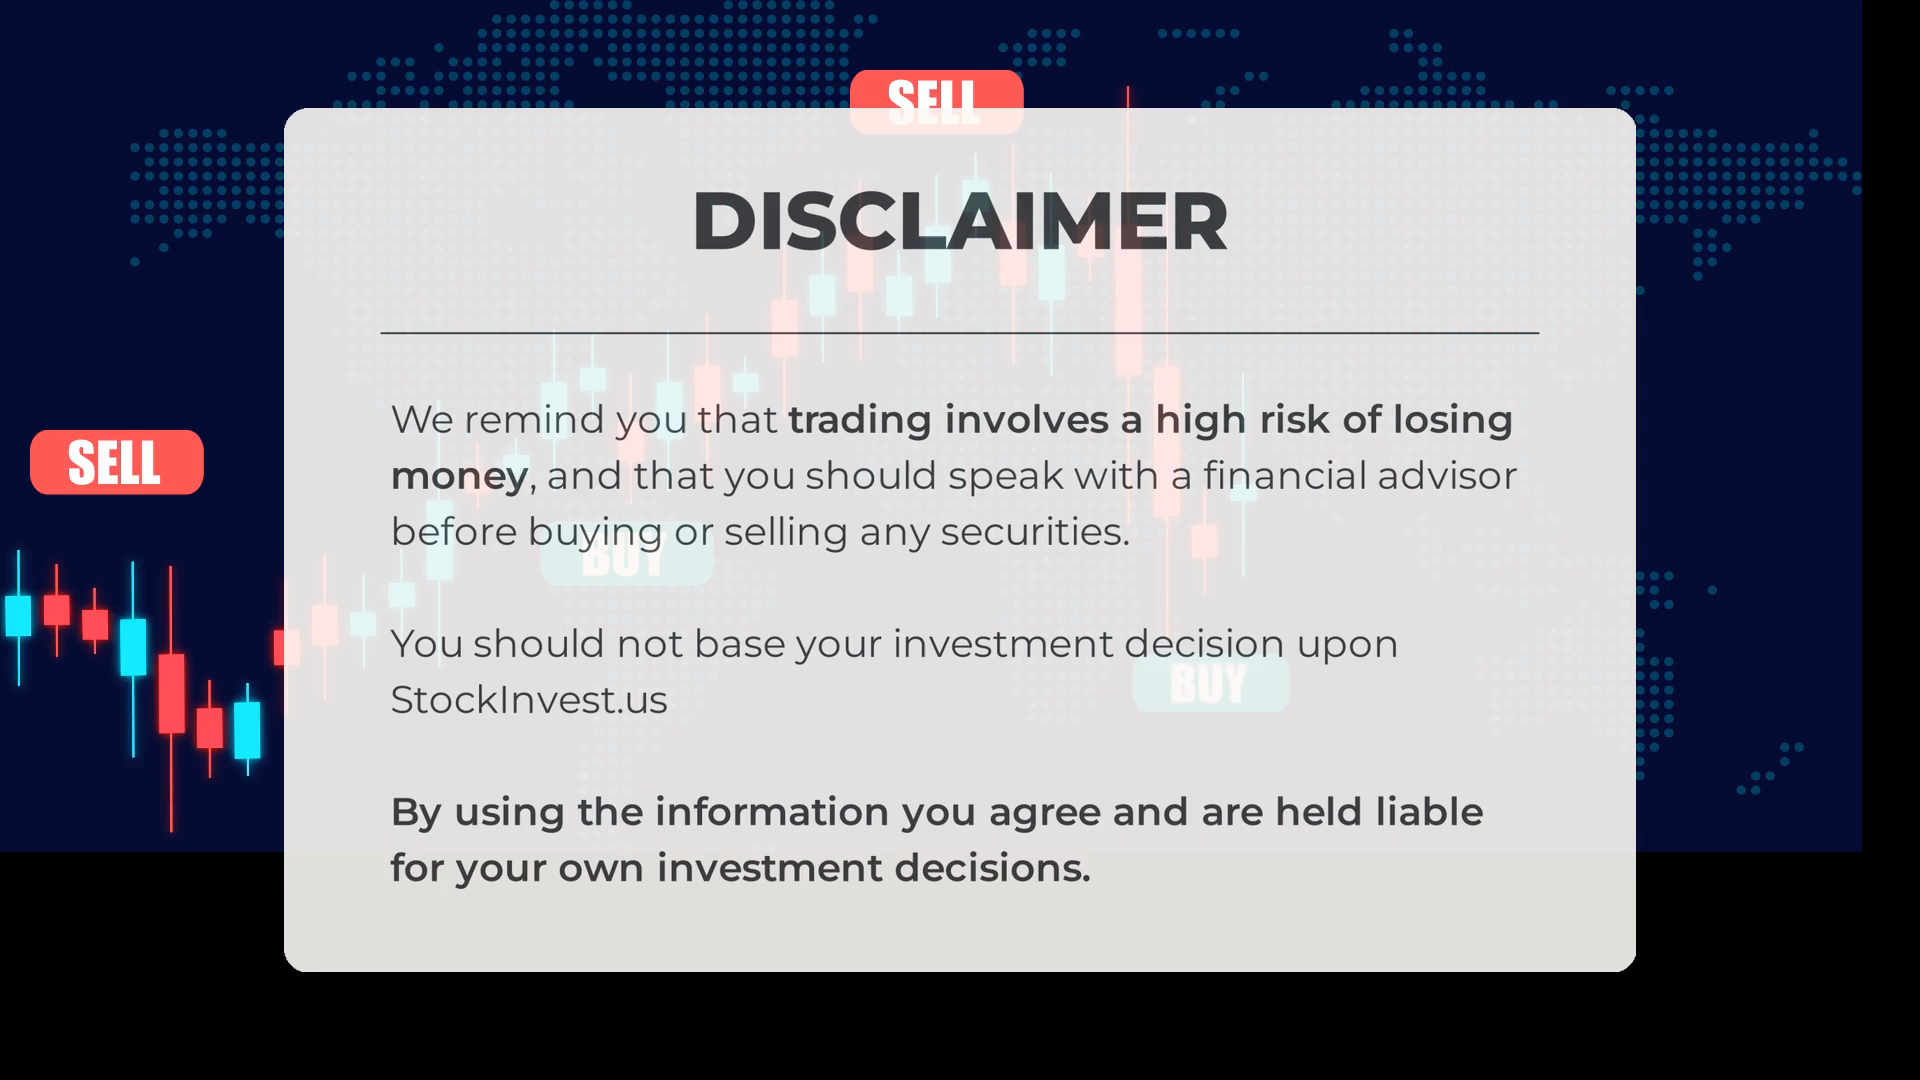 SELL
DISCLAIMER
We remind you that trading involves a high risk of losing
money, and that you should speak with a financial advisor
before buying or selling any securities.
SELL
BUY
You should not base your investment decision upon
StockInvest.us
BUY
By using the information you agree and are held liable
for your own investment decisions.